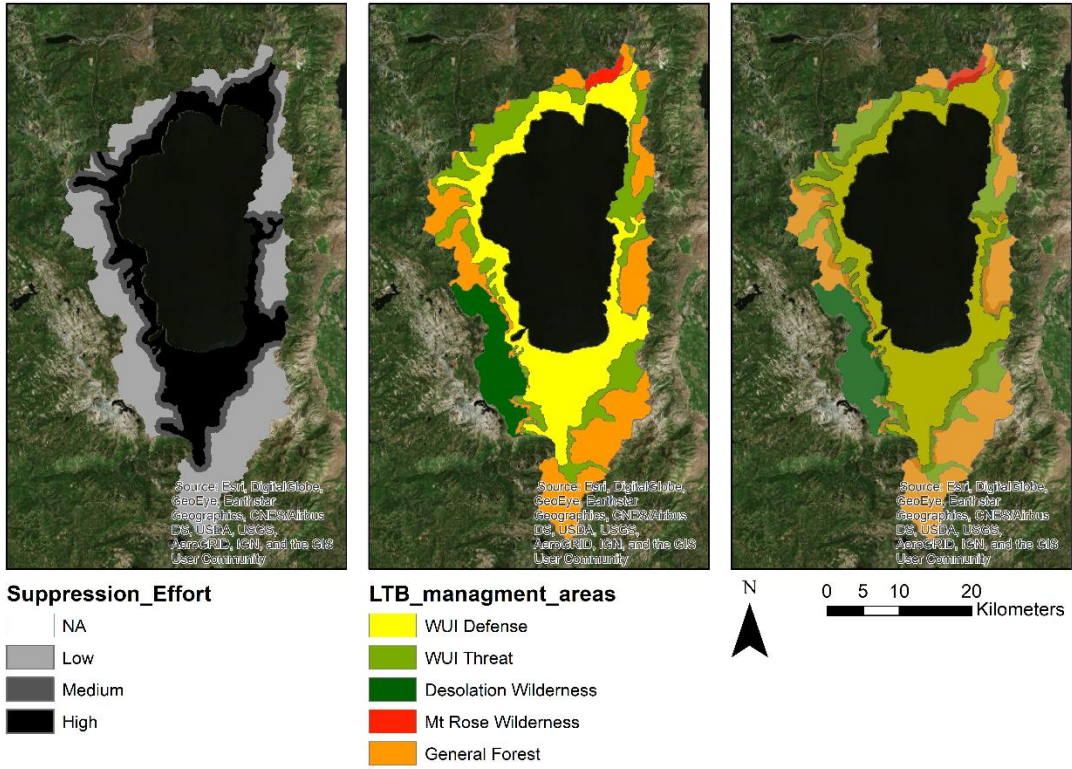 Source: Esri, DigitalGlobe,
GeoEye, Earthstar
Geographics, CNES/Airbus
DS, USDA, USGS,
AeroGRID, IGN, and the GIS
User Community
Source: Esri, DigitalGlobe,
GeoEye, Earthstar
Geographics, CNES/Airbus
DS, USDA, USGS,
AeroGRID, IGN, and the GIS
User Community
Source: Esri, DigitalGlobe,
GeoEye, Earthstar
Geographics, CNES/Airbus
DS, USDA, USGS,
AeroGRID, IGN, and the GIS
User Community
Suppression_Effort
NA
Low
Medium
High
LTB_managment_areas
WUI Defense
WUI Threat
Desolation Wilderness
Mt Rose Wilderness
General Forest
N
0 5 10 20
Kilometers